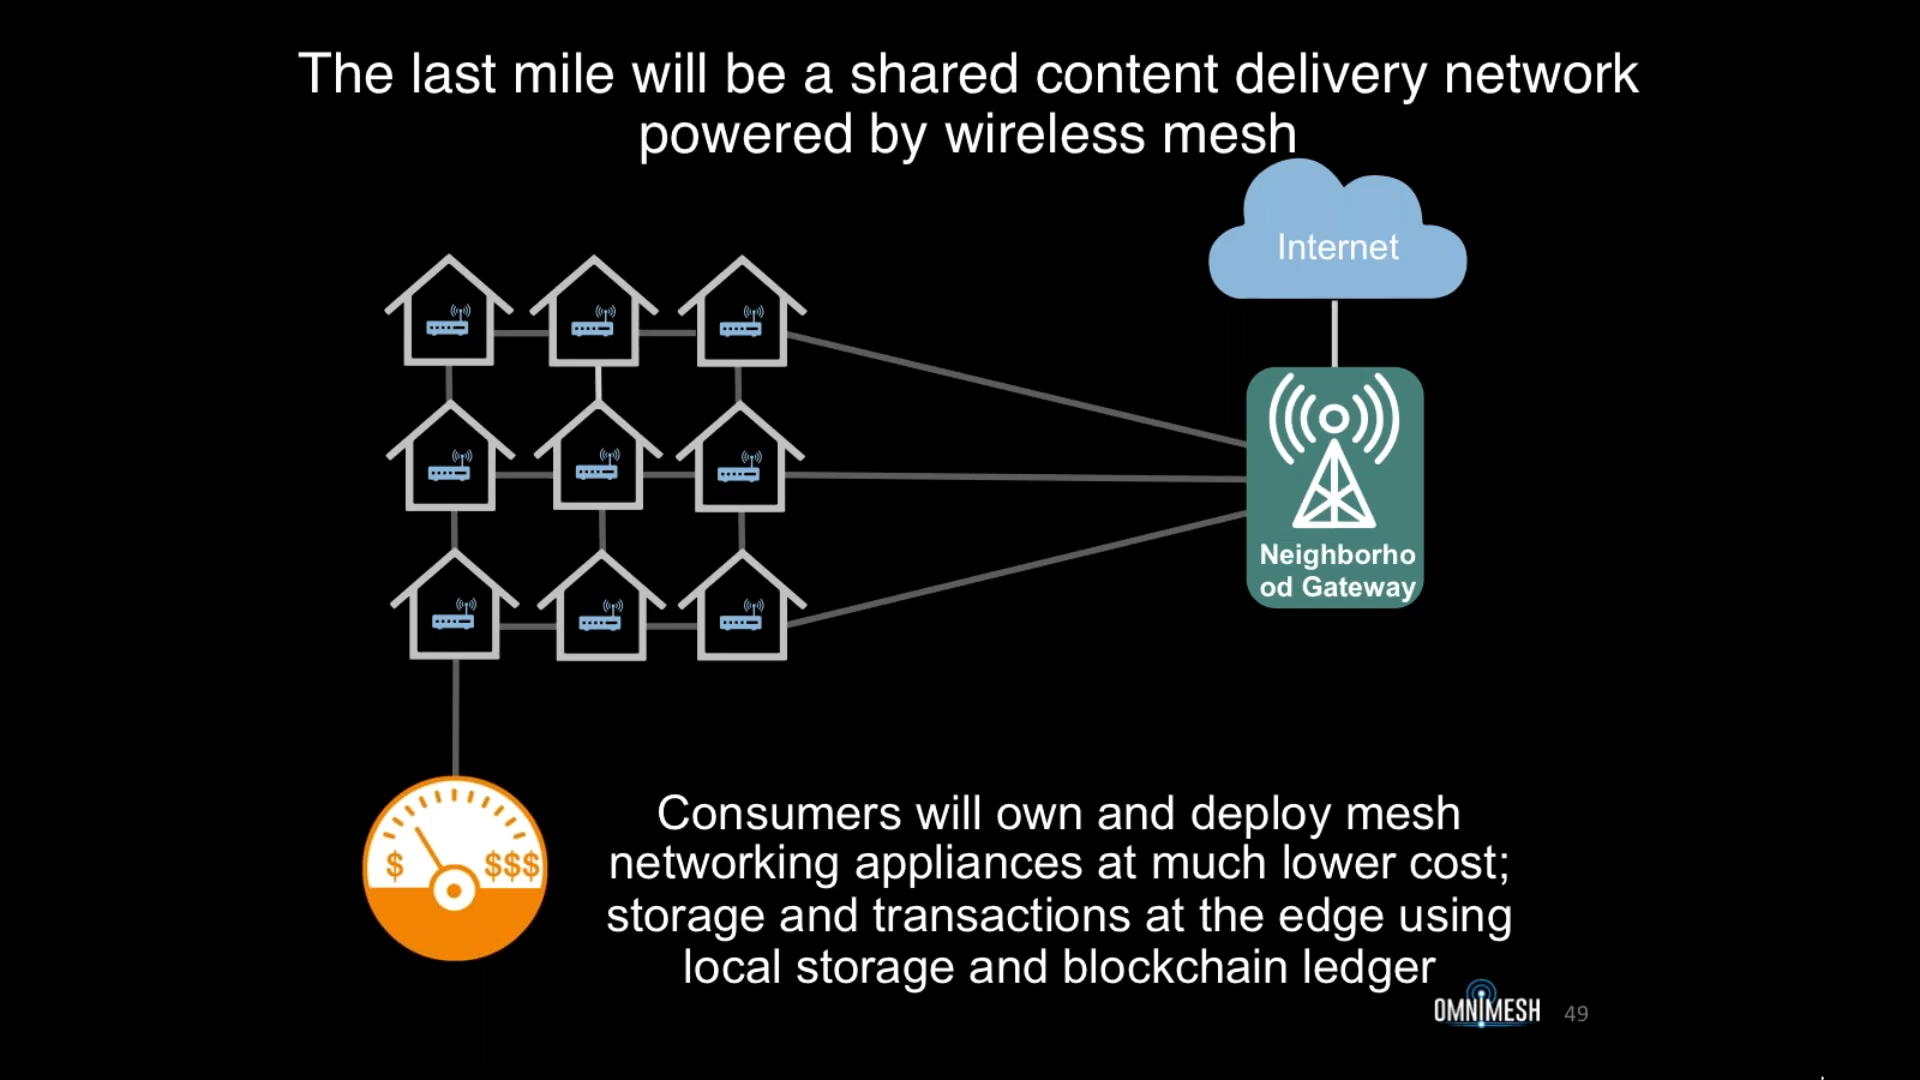 The last mile will be a shared content delivery network
powered by wireless mesh
Internet
Neighborho
od Gateway
$ $$$
Consumers will own and deploy mesh
networking appliances at much lower cost;
storage and transactions at the edge using
local storage and blockchain ledger
OMNIMESH
49